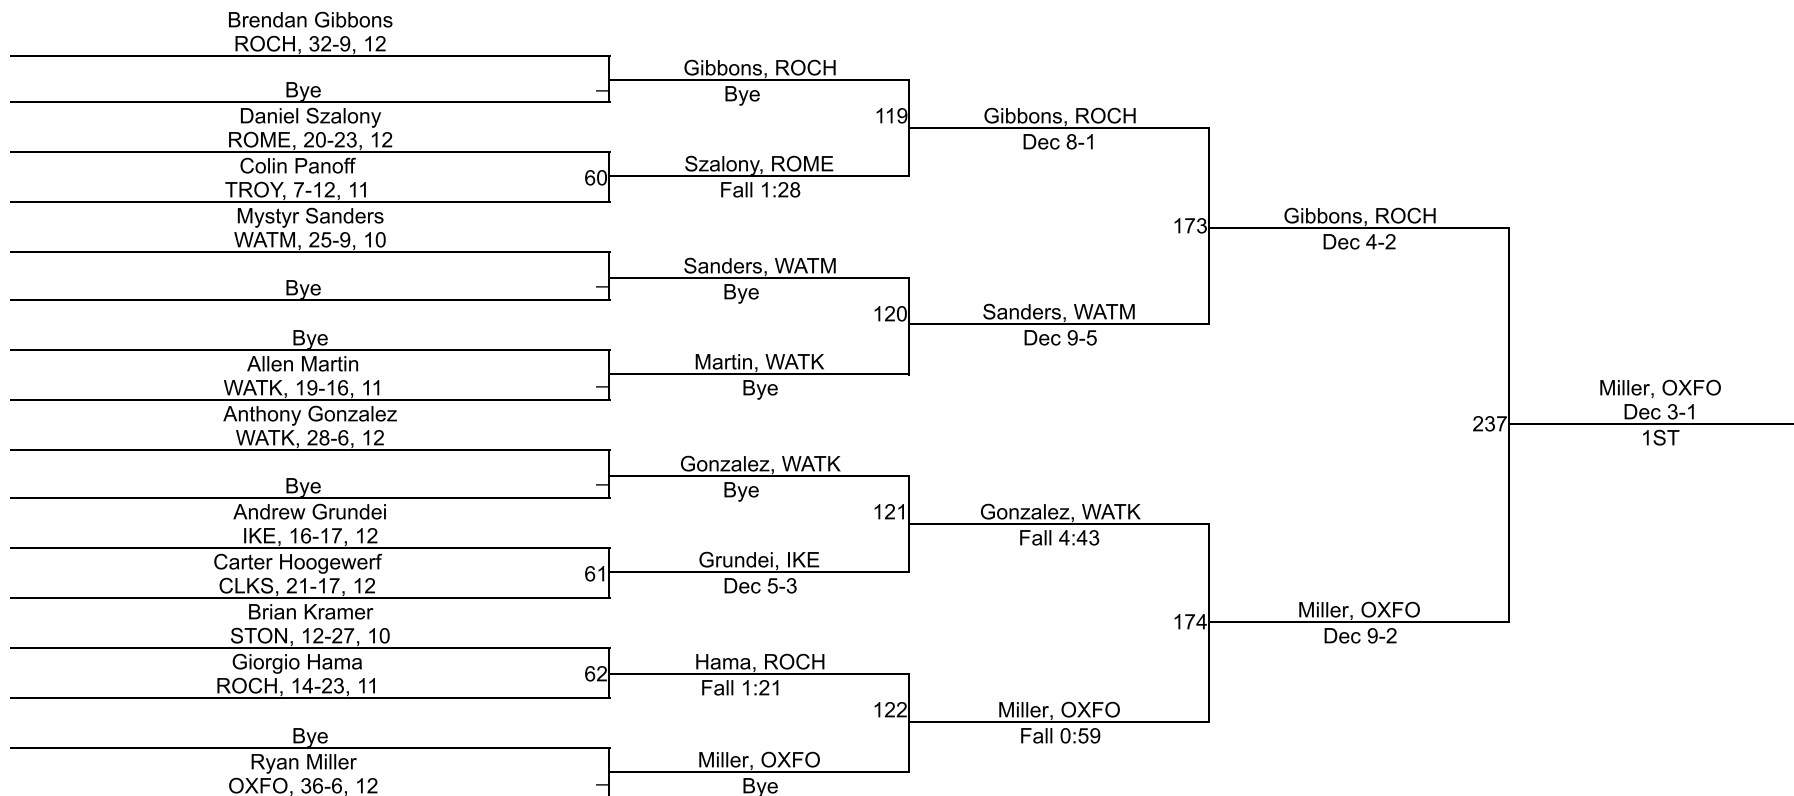 Brendan Gibbons
ROCH, 32-9, 12
Bye
Daniel Szalony
ROME, 20-23, 12
Colin Panoff
TROY, 7-12, 11
60
Mystyr Sanders
WATM, 25-9, 10
Bye
Bye
Allen Martin
WATK, 19-16, 11
Anthony Gonzalez
WATK, 28-6, 12
Bye
Andrew Grundei
IKE, 16-17, 12
Carter Hoogewerf
CLKS, 21-17, 12
61
Brian Kramer
STON, 12-27, 10
Giorgio Hama
ROCH, 14-23, 11
62
Bye
Ryan Miller
OXFO, 36-6, 12
Gibbons, ROCH
Bye
119
Szalony, ROME
Fall 1:28
Sanders, WATM
Bye
120
Martin, WATK
Bye
Gonzalez, WATK
Bye
121
Grundei, IKE
Dec 5-3
Hama, ROCH
Fall 1:21
122
Miller, OXFO
Bye
Gibbons, ROCH
Dec 8-1
173
Sanders, WATM
Dec 9-5
Gonzalez, WATK
Fall 4:43
174
Miller, OXFO
Fall 0:59
Gibbons, ROCH
Dec 4-2
237
Miller, OXFO
Dec 9-2
Miller, OXFO
Dec 3-1
1ST